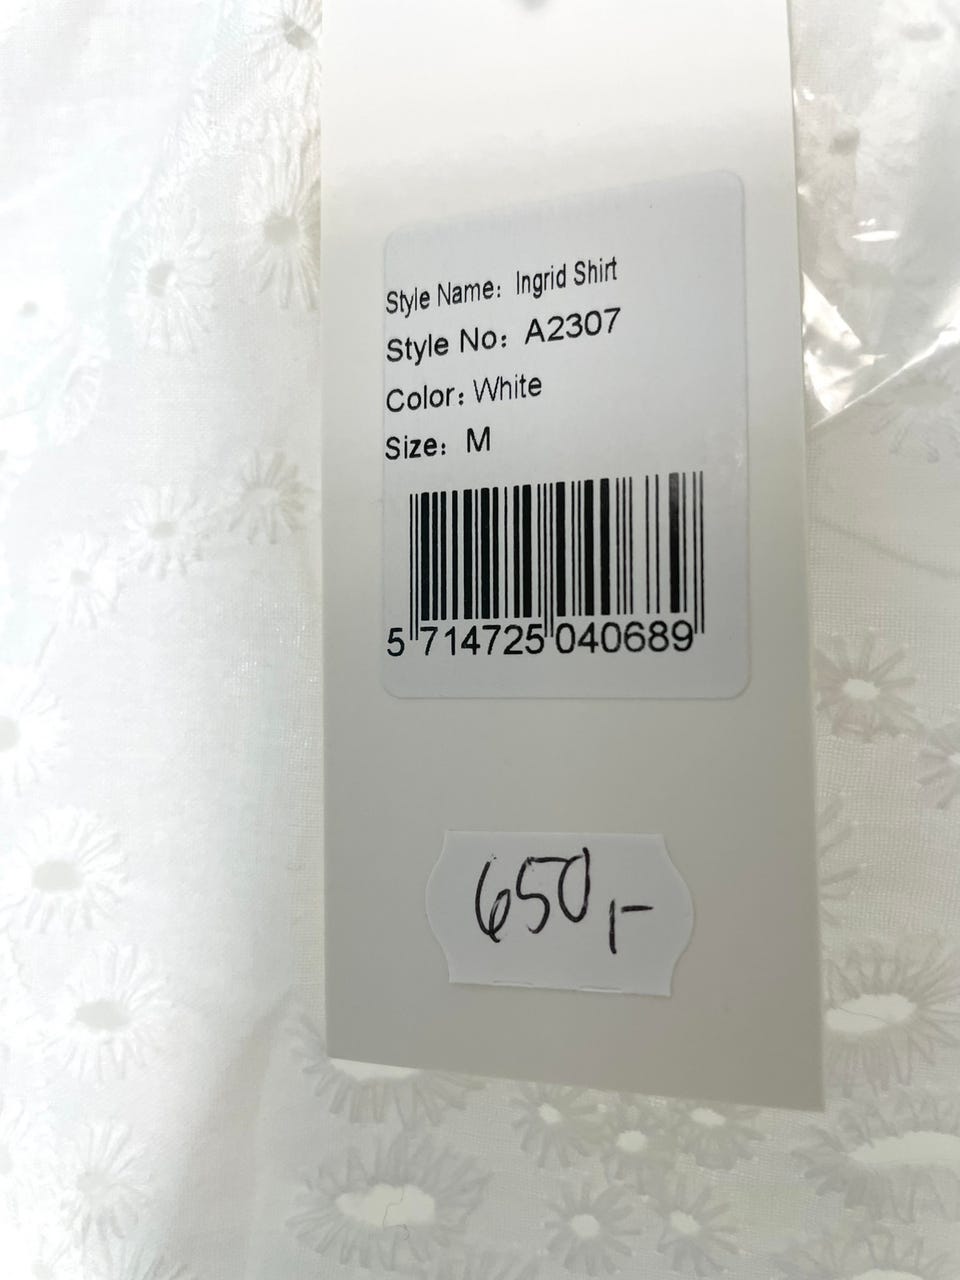 Style Name: Ingrid Shirt
Style No: A2307
Color: White
Size: M
5 714725 040689
650,-